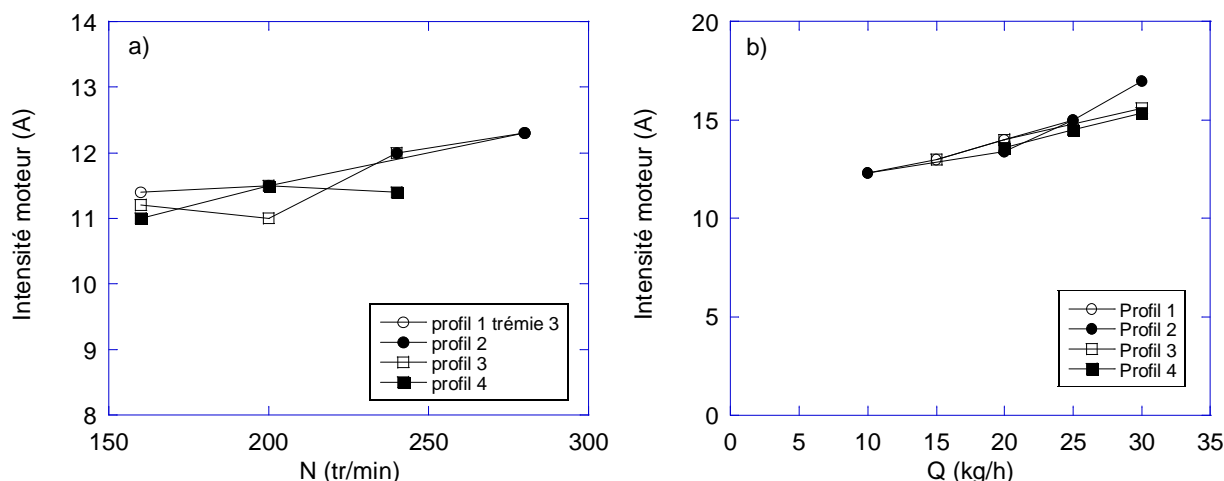 a)
Intensité moteur (A)
14
13
12
11
10
9
8
150
200
250
300
N (tr/min)
profil 1 trémie 3
profil 2
profil 3
profil 4
b)
Intensité moteur (A)
20
15
10
5
0
0
5
10
15
20
25
30
35
Q (kg/h)
Profil 1
Profil 2
Profil 3
Profil 4